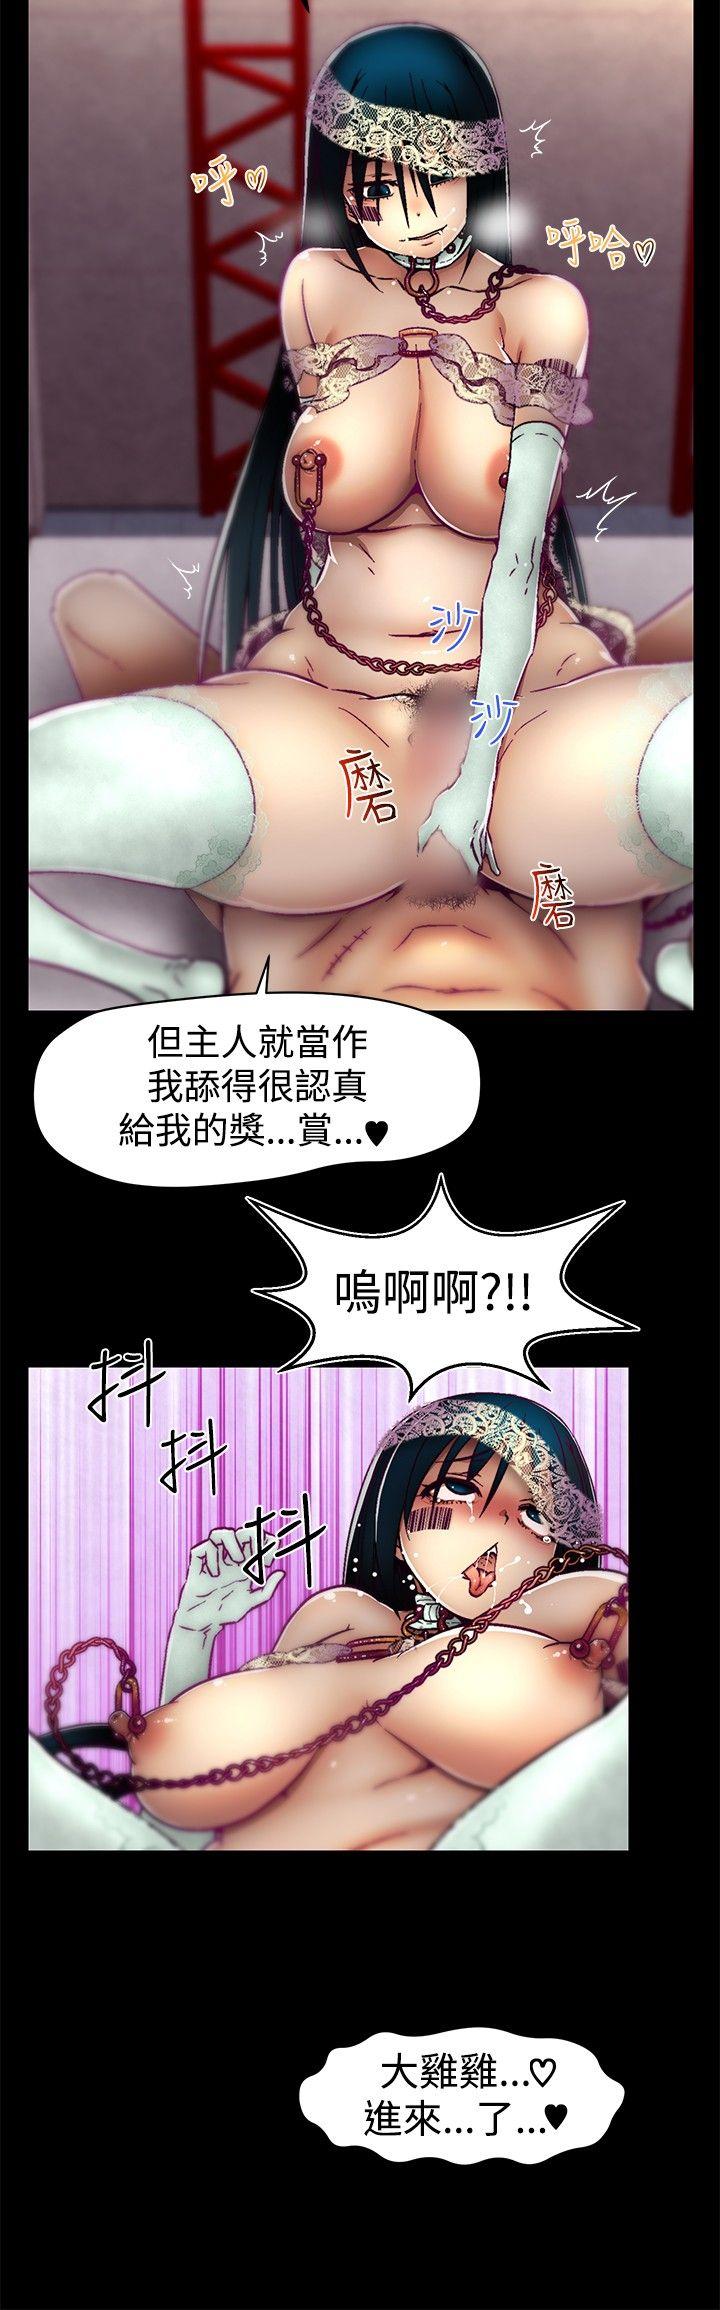 呼♡
呼哈♡
沙
沙
磨
磨
但主人就當作
我舔得很認真
給我的獎...賞...♥
嗚啊啊?!!
抖
抖
抖
大雞雞...♡
進來...了...♥